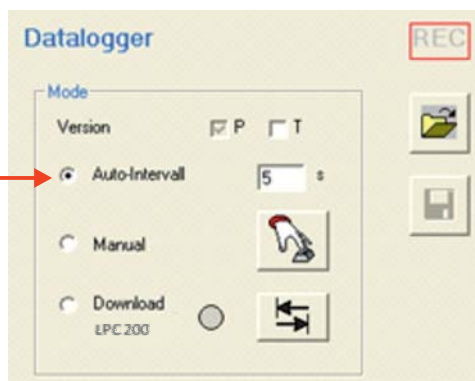 Datalogger REC
Mode
Version P T
Auto-Intervall 5 s
Manual
Download
LPC 200